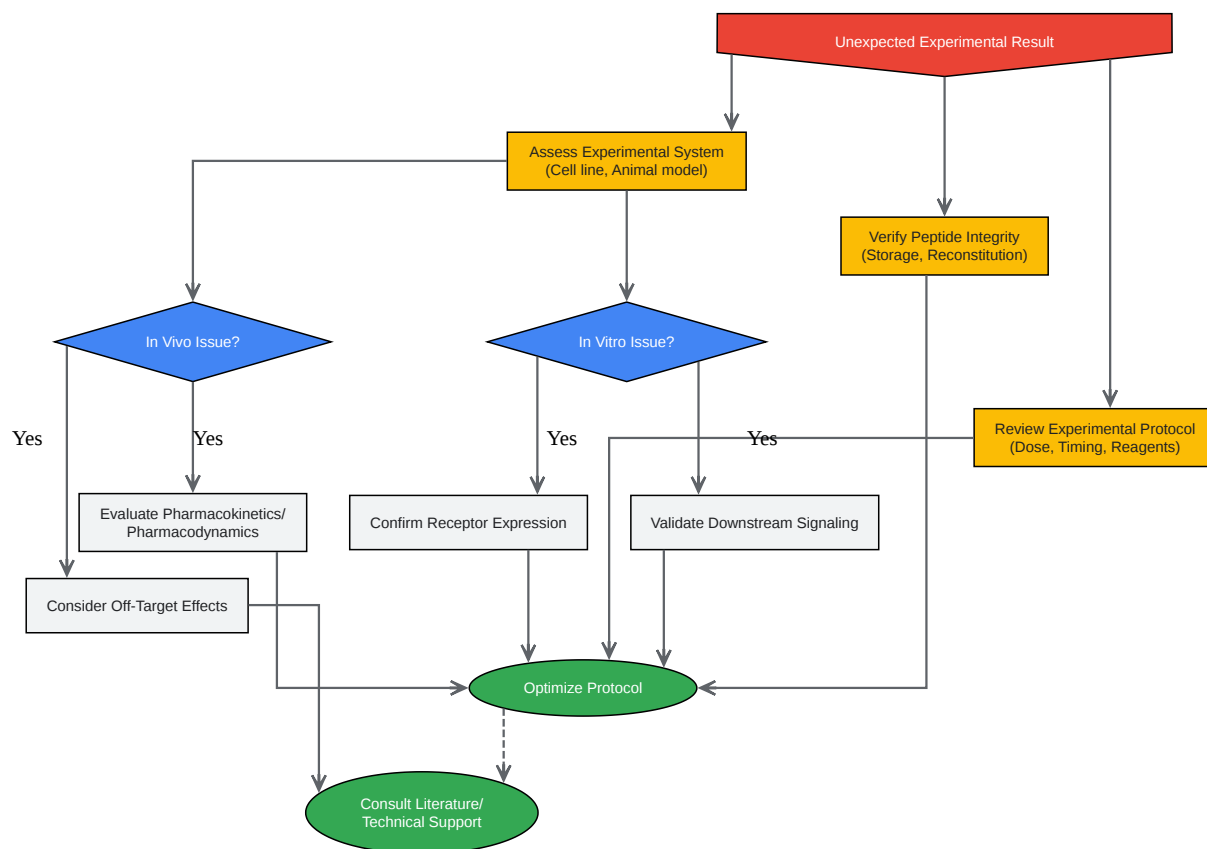 Unexpected Experimental Result
Assess Experimental System
(Cell line, Animal model)
Verify Peptide Integrity
(Storage, Reconstitution)
In Vivo Issue?
In Vitro Issue?
Review Experimental Protocol
(Dose, Timing, Reagents)
Yes
Yes
Yes
Yes
Evaluate Pharmacokinetics/
Pharmacodynamics
Confirm Receptor Expression
Validate Downstream Signaling
Consider Off-Target Effects
Optimize Protocol
Consult Literature/
Technical Support